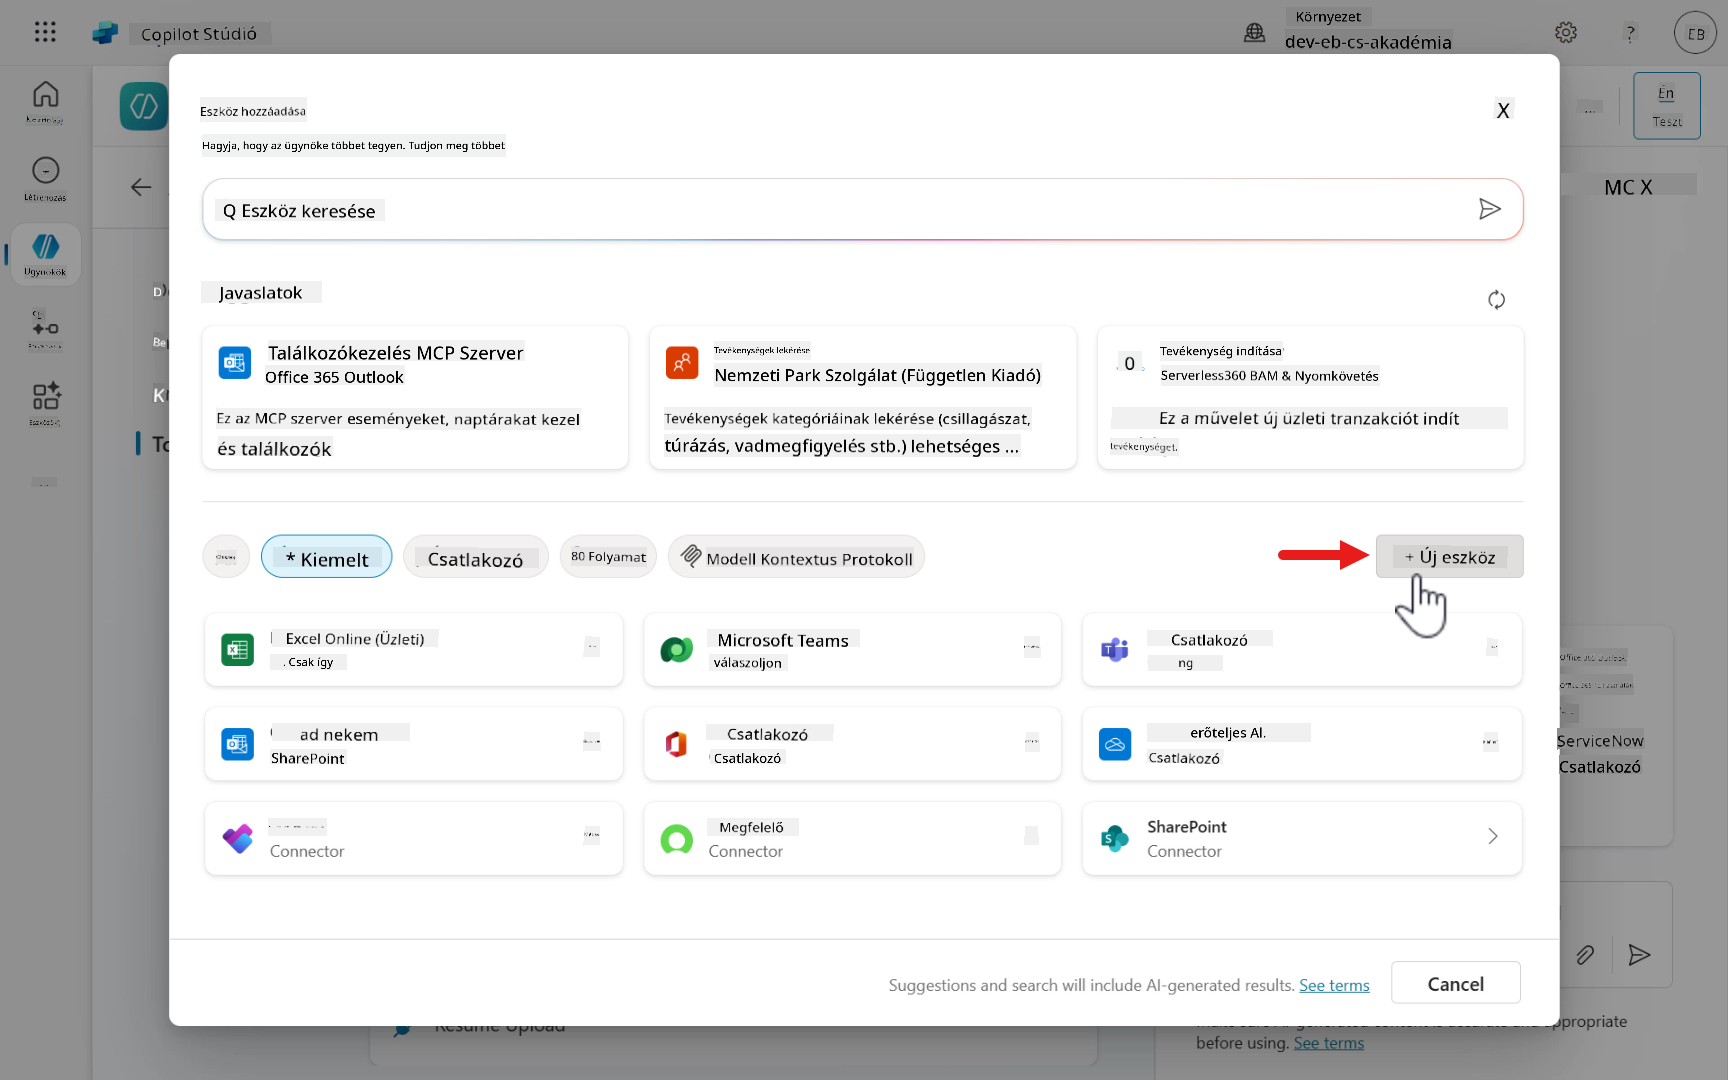 Copilot Stúdió
Környezet
dev-eb-cs-akadémia
?
EB
Eszköz hozzáadása
X
Hagyja, hogy az ügynöke többet tegyen. Tudjon meg többet
Q Eszköz keresése
Én
Teszt
MC X
Létrehozás
Ügynökök
Javaslatok
Találkozókezelés MCP Szerver
Office 365 Outlook
Ez az MCP szerver eseményeket, naptárakat kezel
és találkozók
Tevékenységek lekérése
Nemzeti Park Szolgálat (Független Kiadó)
Tevékenységek kategóriáinak lekérése (csillagászat,
túrázás, vadmegfigyelés stb.) lehetséges ...
0
Tevékenység indítása
Serverless360 BAM & Nyomkövetés
Ez a művelet új üzleti tranzakciót indít
tevékenységet.
* Kiemelt
Csatlakozó
80 Folyamat
Modell Kontextus Protokoll
+ Új eszköz
Excel Online (Üzleti)
. Csak így
Microsoft Teams
válaszoljon
Csatlakozó
ng
ad nekem
SharePoint
Csatlakozó
Csatlakozó
erőteljes Al.
Csatlakozó
Connector
Megfelelő
Connector
SharePoint
Connector
ServiceNow
Csatlakozó
Suggestions and search will include AI-generated results. See terms
Cancel
Resume Upload
before using. See terms